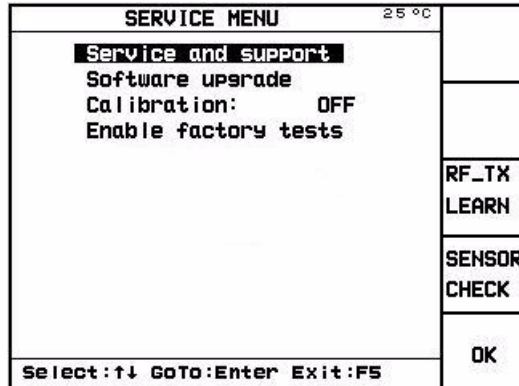 SERVICE MENU 25°C
Service and support
Software upgrade
Calibration: OFF
Enable factory tests
RF_TX
LEARN
SENSOR
CHECK
OK
Select:↑↓ GoTo:Enter Exit:F5